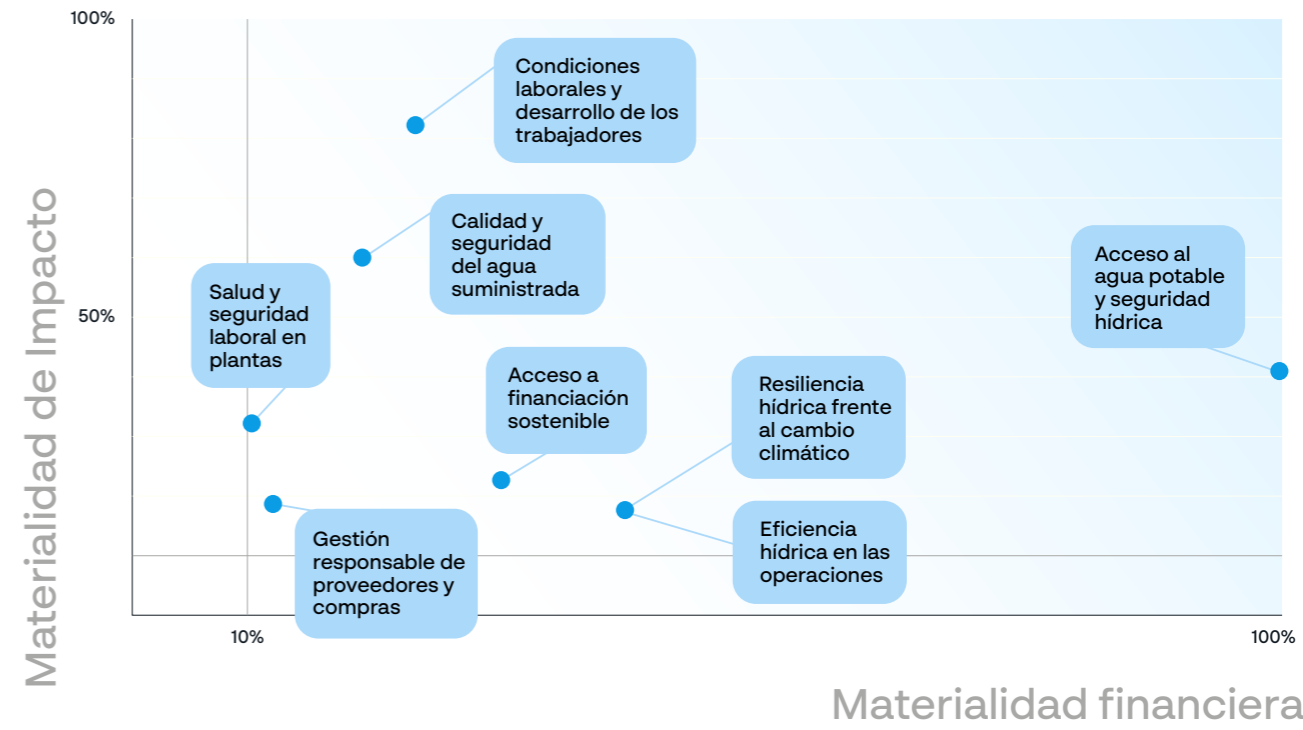 100%
Condiciones
laborales y
desarrollo de los
trabajadores
Calidad y
seguridad
del agua
suministrada
Acceso al
agua potable
y seguridad
hídrica
Salud y
seguridad
laboral en
plantas
50%
Acceso a
financiación
sostenible
Resiliencia
hídrica frente
al cambio
climático
Eficiencia
hídrica en las
operaciones
Gestión
responsable de
proveedores y
compras
10%
100%
Materialidad de Impacto
Materialidad financiera